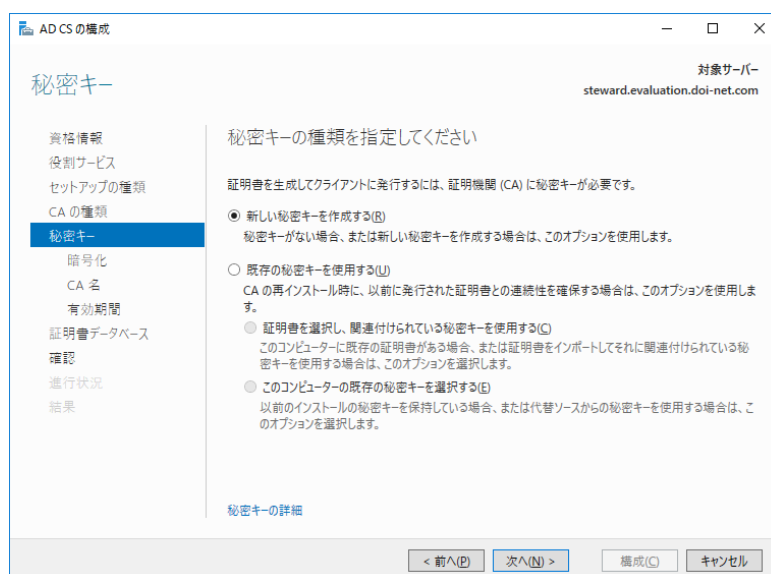 AD CS の構成
秘密キー
対象サーバー
steward.evaluation.doi-net.com
資格情報
役割サービス
セットアップの種類
CA の種類
秘密キー
暗号化
CA 名
有効期間
証明書データベース
確認
進行状況
結果
秘密キーの種類を指定してください
証明書を生成してクライアントに発行するには、証明機関 (CA) に秘密キーが必要です。
新しい秘密キーを作成する(R)
秘密キーがない場合、または新しい秘密キーを作成する場合は、このオプションを使用します。
既存の秘密キーを使用する(U)
CA の再インストール時に、以前に発行された証明書との連続性を確保する場合は、このオプションを使用しま
す。
証明書を選択し、関連付けられている秘密キーを使用する(C)
このコンピューターに既存の証明書がある場合、または証明書をインポートしてそれに関連付けられている秘
密キーを使用する場合は、このオプションを選択します。
このコンピューターの既存の秘密キーを選択する(E)
以前のインストールの秘密キーを保持している場合、または代替ソースからの秘密キーを使用する場合は、こ
のオプションを選択します。
秘密キーの詳細
< 前へ(P)
次へ(N) >
構成(C)
キャンセル